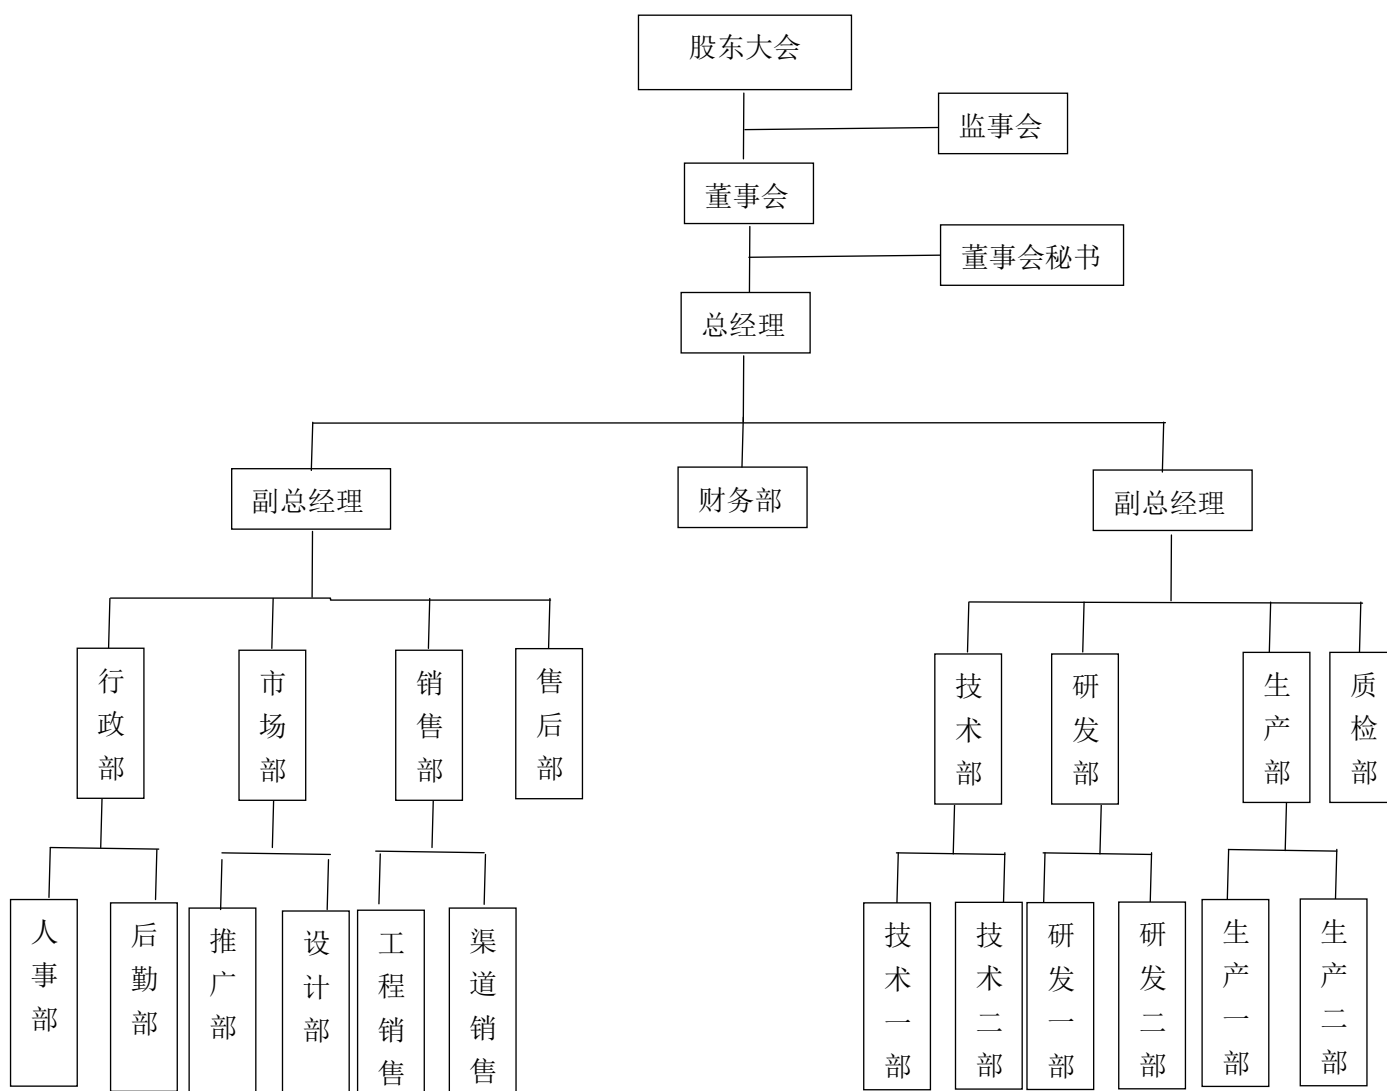 股东大会
监事会
董事会
董事会秘书
总经理
副总经理
财务部
副总经理
行政部
市场部
销售部
售后部
技术部
研发部
生产部
质检部
人事部
后勤部
推广部
设计部
工程销售
渠道销售
技术一部
技术二部
研发一部
研发二部
生产一部
生产二部